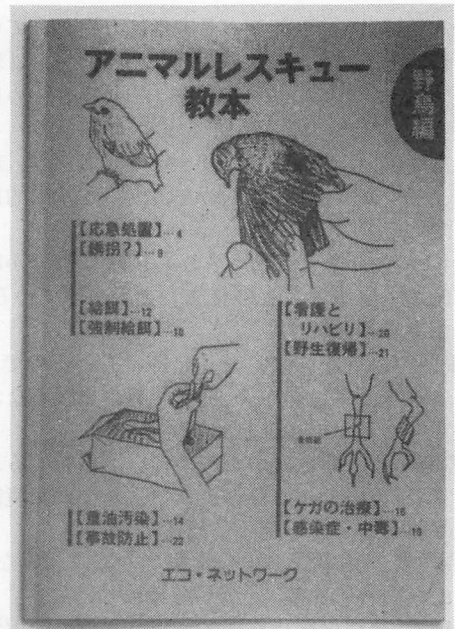 アニマルレスキュー
教本
野鳥編
【応急処置】…4
【誘拐?】…9
【給餌】…12
【強制給餌】…10
【看護と
リハビリ】…20
【野生復帰】…21
【重油汚染】…14
【事故防止】…22
【ケガの治療】…16
【感染症・中毒】…19
エコ・ネットワーク